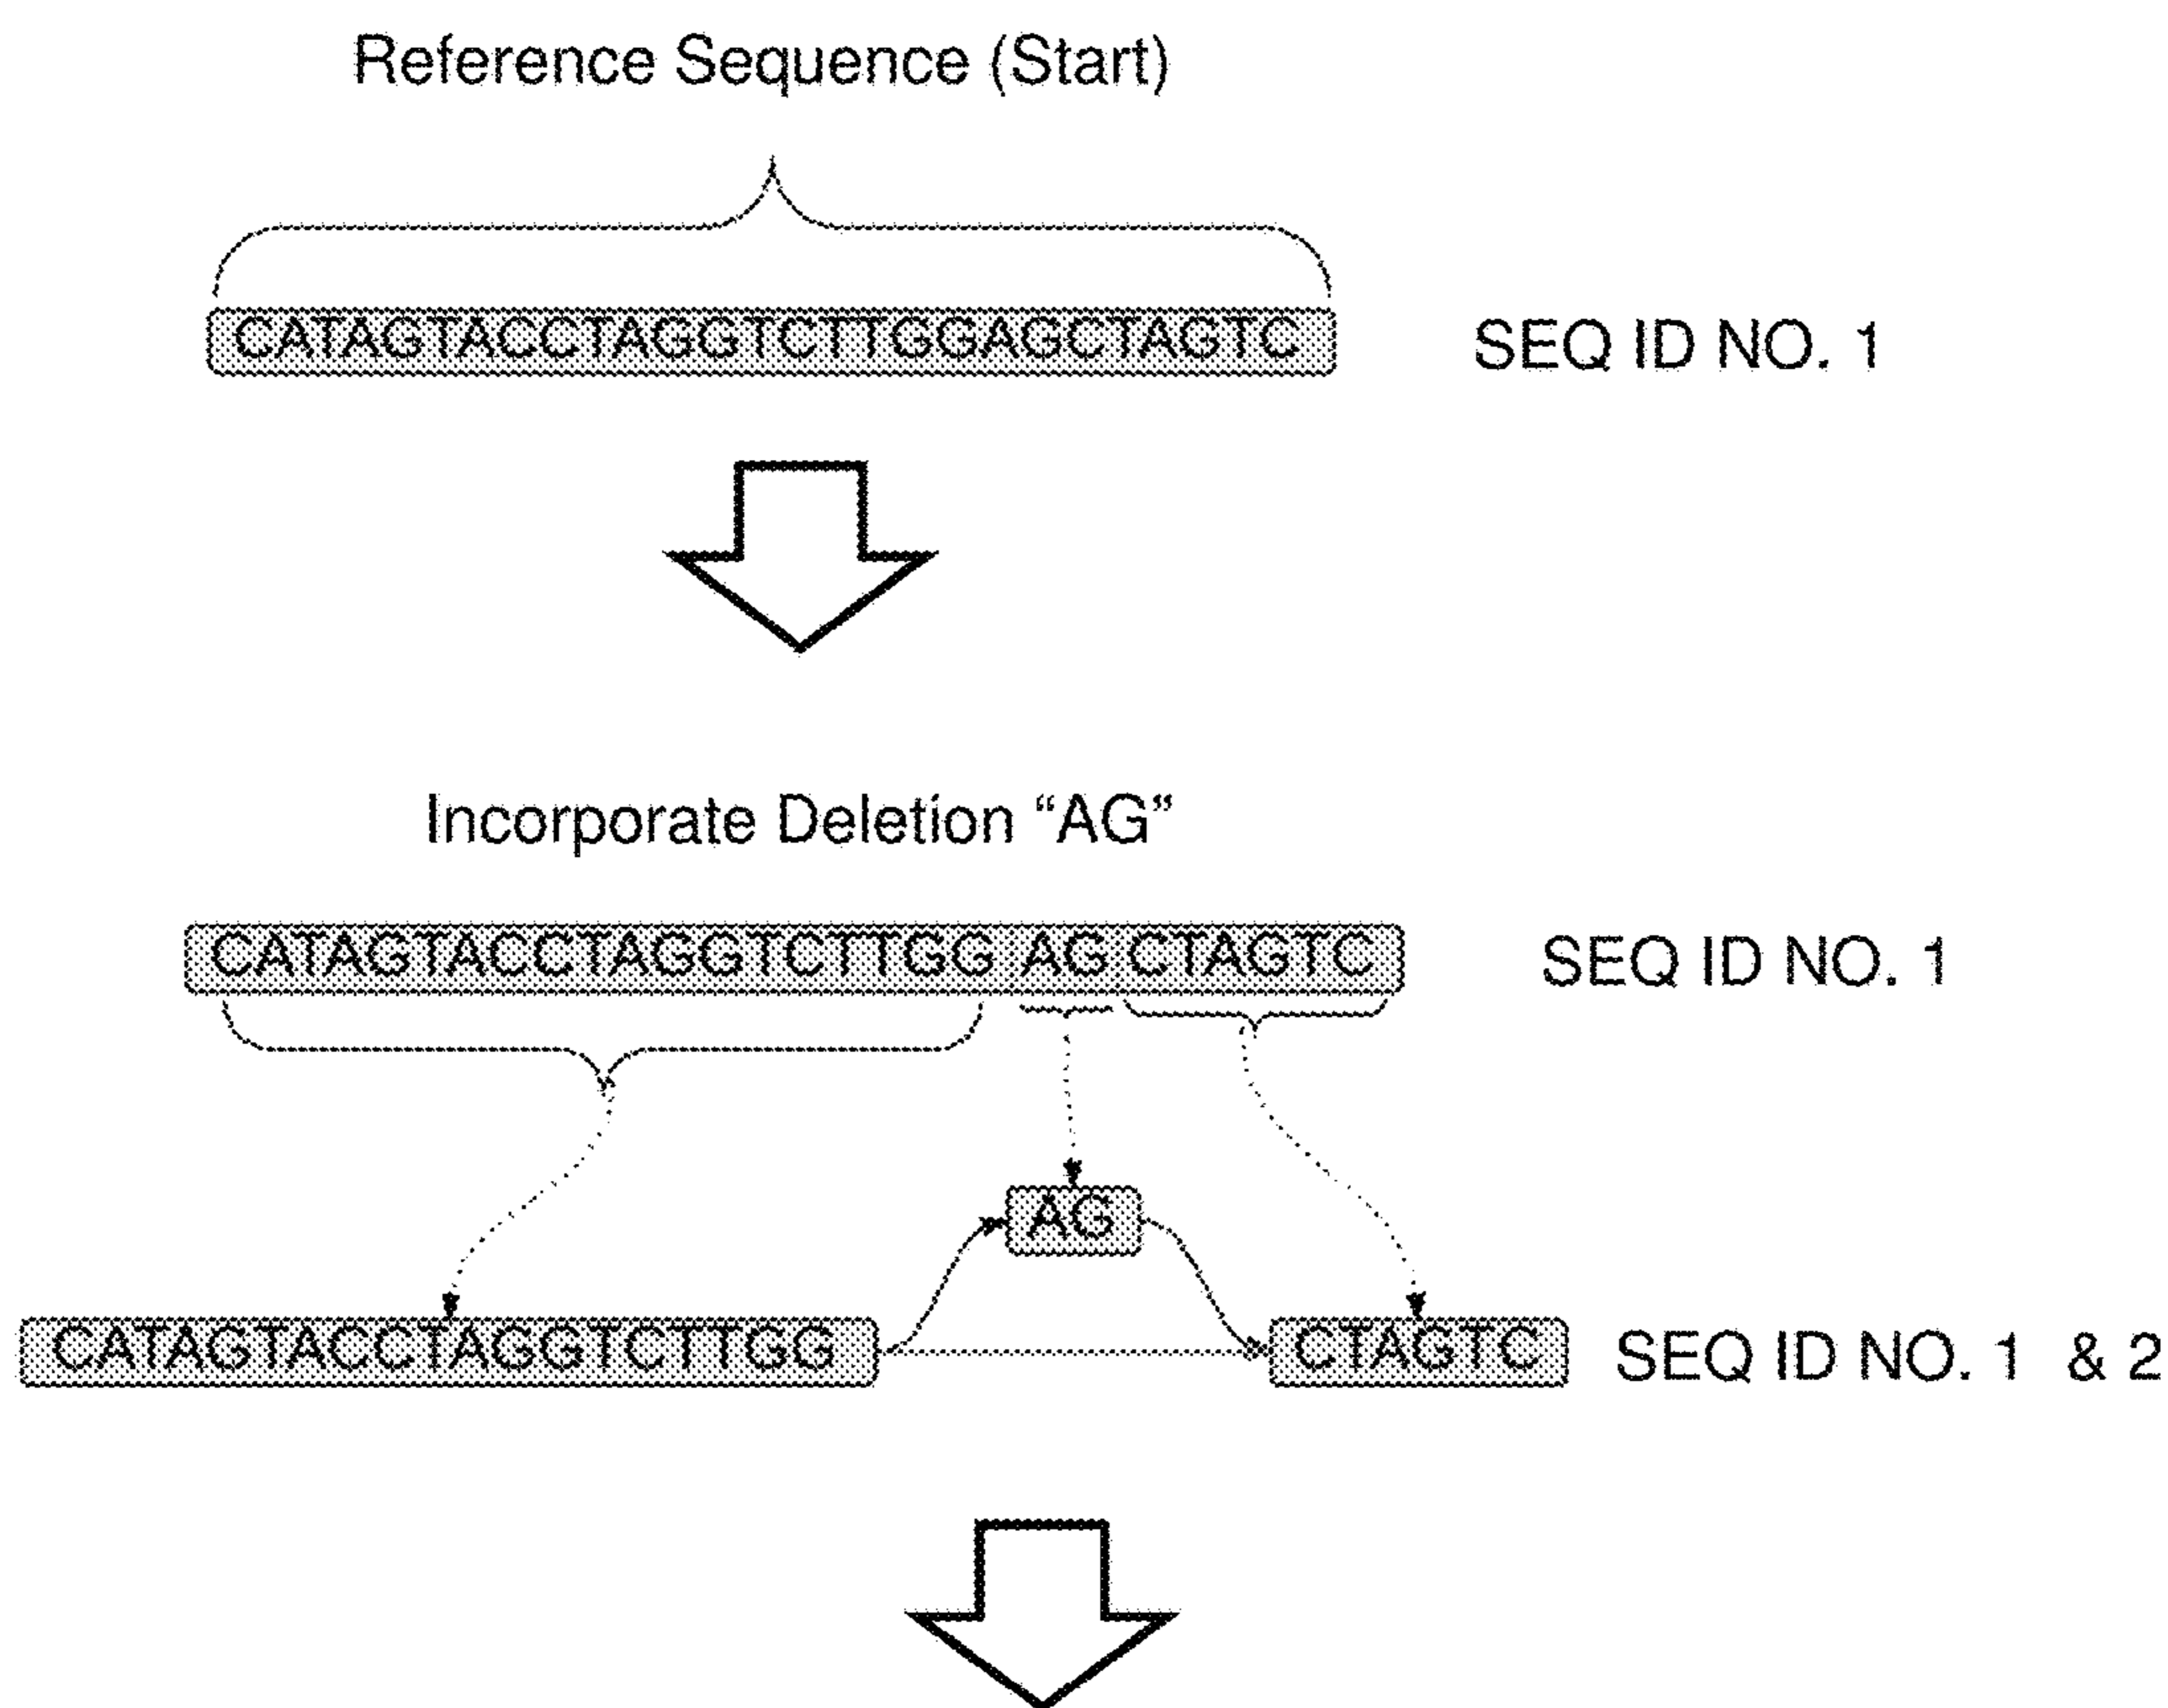 Reference Sequence (Start)
CATAGTACCTAGGTCTTGGAGCTAGTC SEQ ID NO. 1
Incorporate Deletion “AG”
CATAGTACCTAGGTCTTGG AG CTAGTC SEQ ID NO. 1
AG
CATAGTACCTAGGTCTTGG CTAGTC SEQ ID NO. 1 & 2